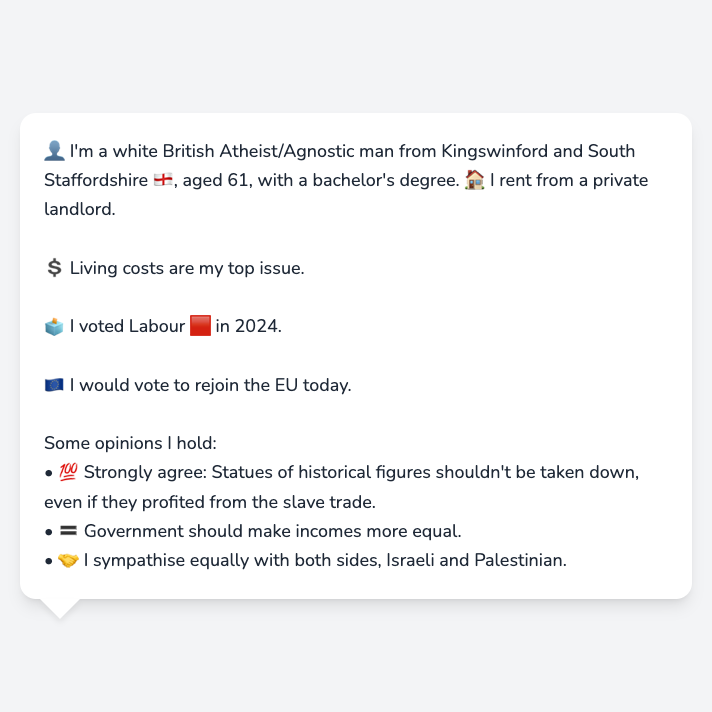 👤 I'm a white British Atheist/Agnostic man from Kingswinford and South
Staffordshire 🏴󠁧󠁢󠁥󠁮󠁧󠁿, aged 61, with a bachelor's degree. 🏠 I rent from a private
landlord.
💲 Living costs are my top issue.
🗳️ I voted Labour 🟥 in 2024.
🇪🇺 I would vote to rejoin the EU today.
Some opinions I hold:
• 💯 Strongly agree: Statues of historical figures shouldn't be taken down,
even if they profited from the slave trade.
• 🟰 Government should make incomes more equal.
• 🤝 I sympathise equally with both sides, Israeli and Palestinian.